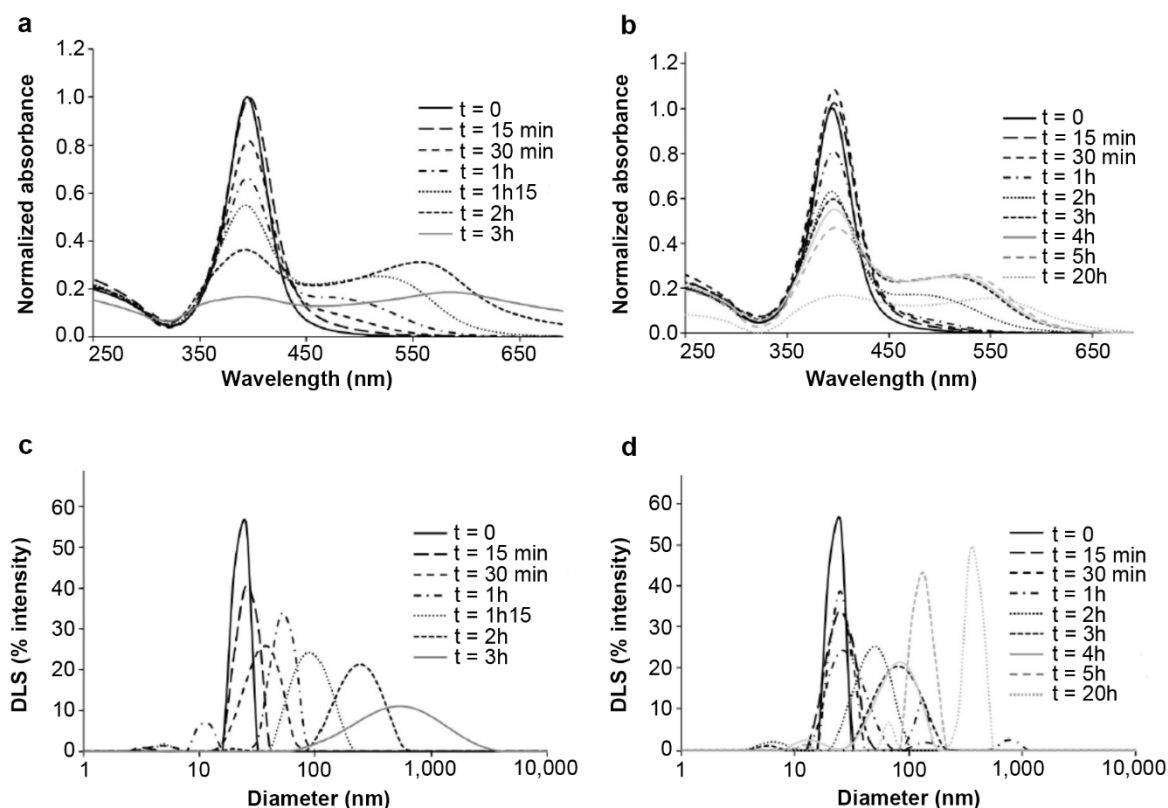 a
1.2
1.0
0.8
0.6
0.4
0.2
0.0
250
350
450
550
650
Normalized absorbance
Wavelength (nm)
t = 0
t = 15 min
t = 30 min
t = 1h
t = 1h15
t = 2h
t = 3h
b
1.2
1.0
0.8
0.6
0.4
0.2
0.0
250
350
450
550
650
Normalized absorbance
Wavelength (nm)
t = 0
t = 15 min
t = 30 min
t = 1h
t = 2h
t = 3h
t = 4h
t = 5h
t = 20h
c
60
50
40
30
20
10
0
1
10
100
1,000
10,000
DLS (% intensity)
Diameter (nm)
t = 0
t = 15 min
t = 30 min
t = 1h
t = 1h15
t = 2h
t = 3h
d
60
50
40
30
20
10
0
1
10
100
1,000
10,000
DLS (% intensity)
Diameter (nm)
t = 0
t = 15 min
t = 30 min
t = 1h
t = 2h
t = 3h
t = 4h
t = 5h
t = 20h